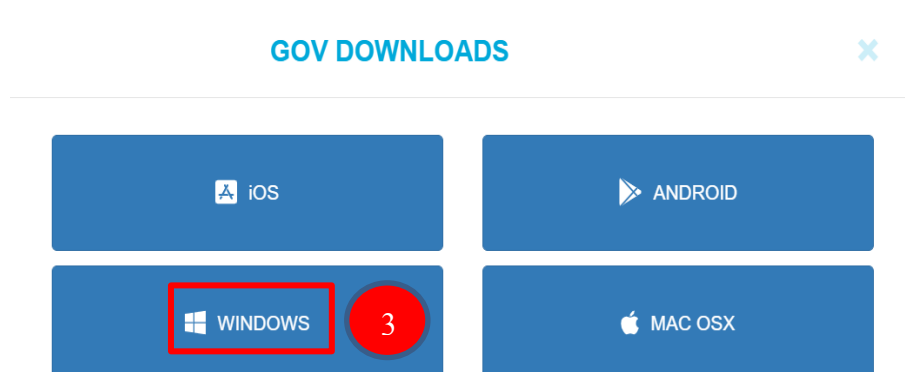 GOV DOWNLOADS
iOS
ANDROID
WINDOWS
3
MAC OSX